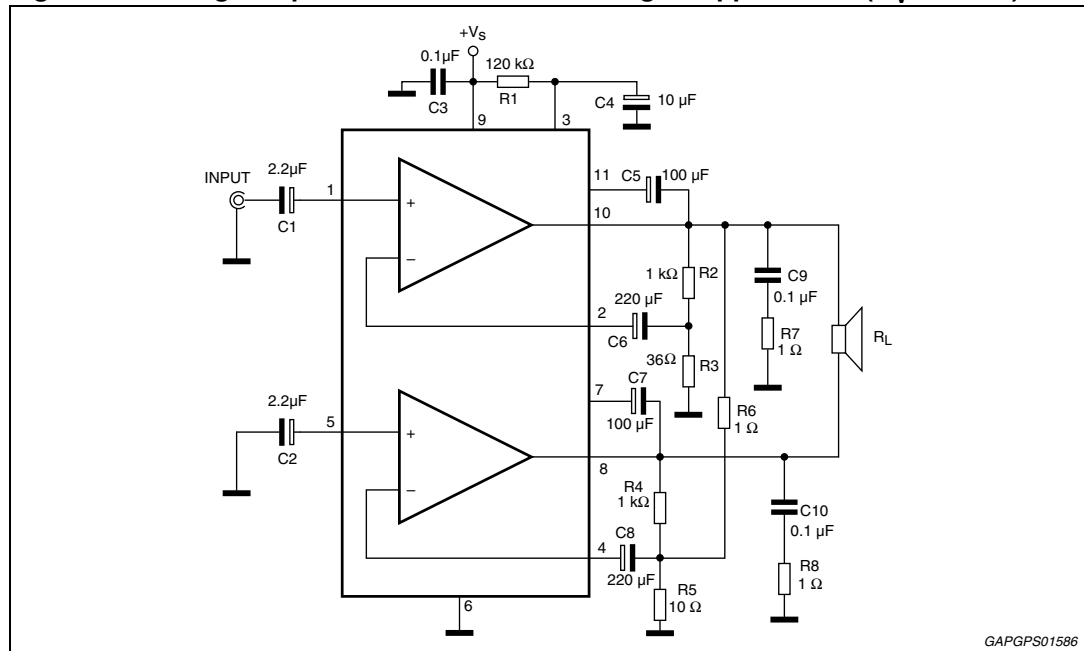 +VS
0.1µF
120 kΩ
C3
R1
C4
10 µF
9
3
2.2µF
INPUT
1
C1
+
−
11
C5
100 µF
10
1 kΩ
R2
C9
0.1 µF
220 µF
2
C6
R7
1 Ω
RL
36Ω
R3
7
C7
100 µF
R6
1 Ω
2.2µF
5
C2
+
−
8
R4
1 kΩ
C10
0.1 µF
C8
4
220 µF
R5
10 Ω
R8
1 Ω
6
GAPGPS01586